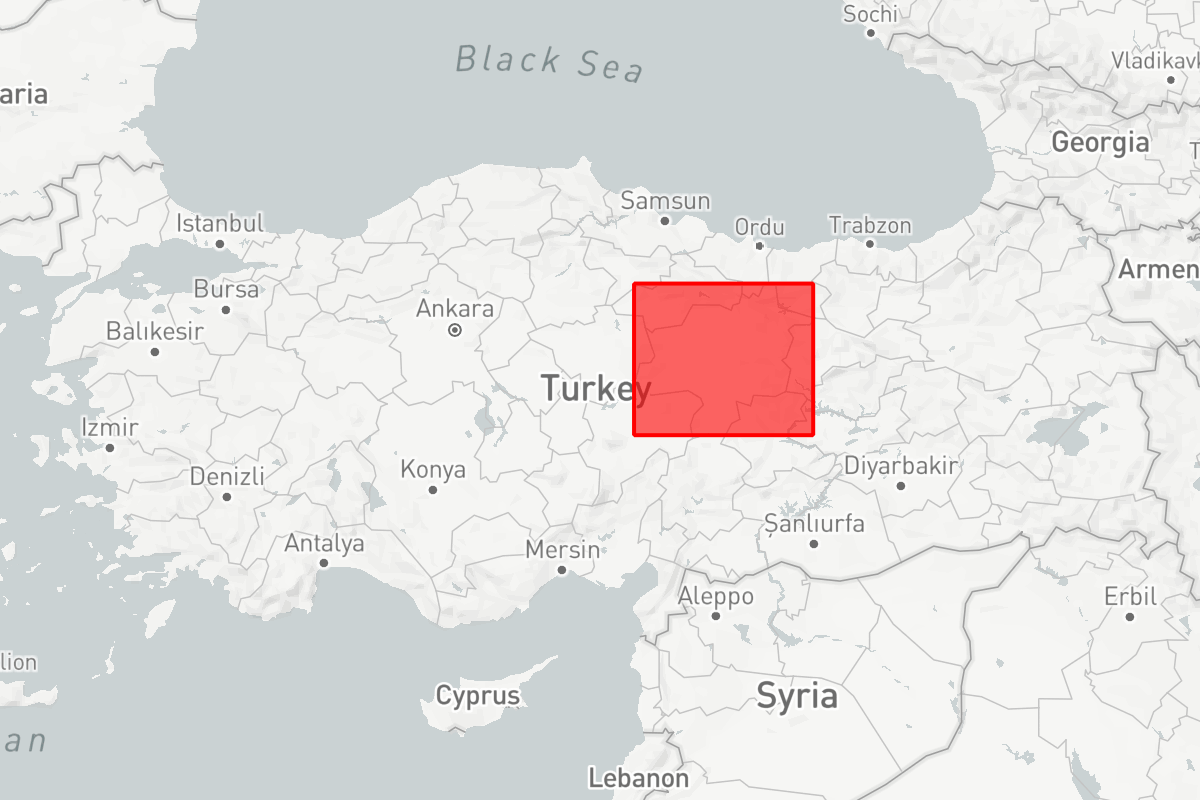 Sochi
Black Sea
Vladikavk
aria
Georgia
T
Samsun
Istanbul
Ordu
Trabzon
Armen
Bursa
Ankara
Balıkesir
Turkey
Izmir
Konya
Diyarbakir
Denizli
Şanlıurfa
Antalya
Mersin
Aleppo
Erbil
lion
Cyprus
Syria
an
Lebanon